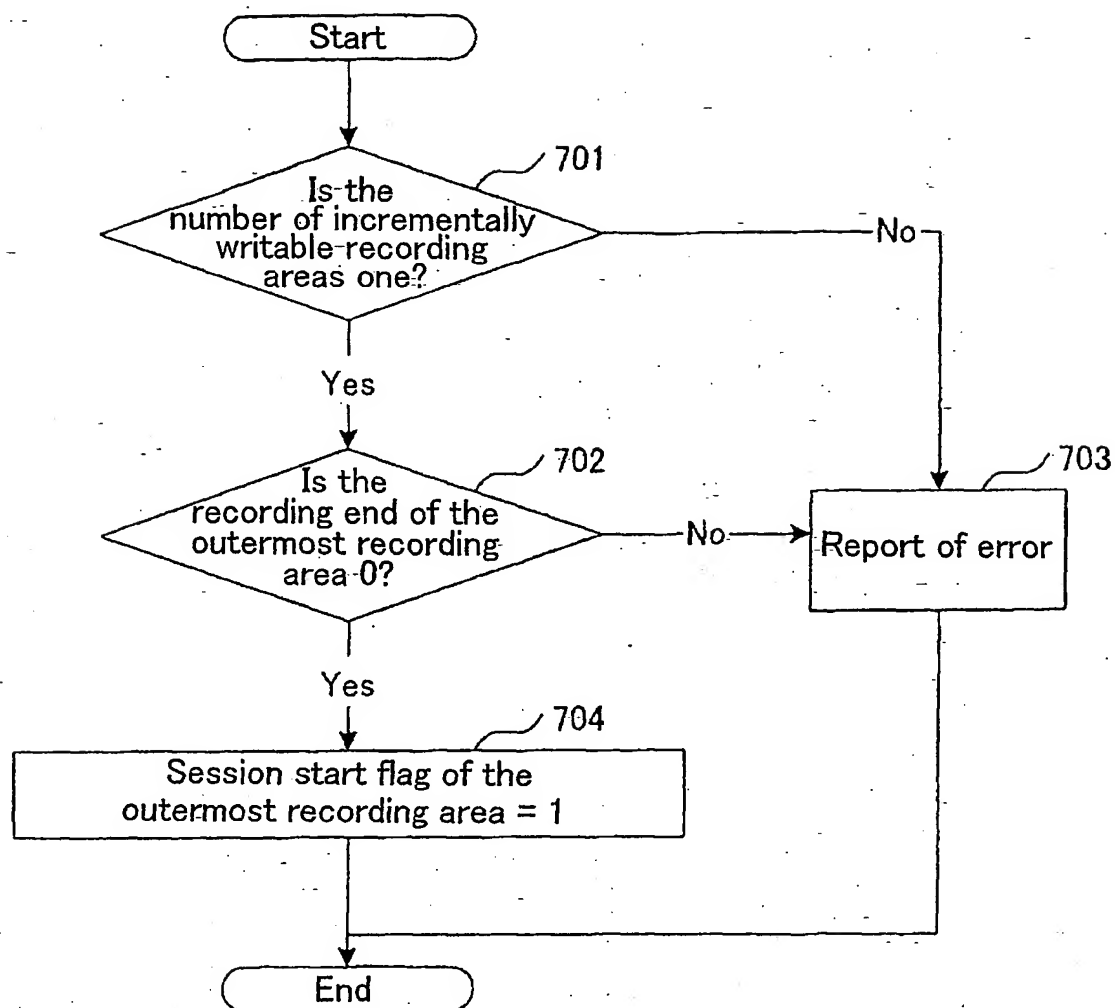 Start
701
Is the
number of incrementally
writable recording
areas one?
No
Yes
702
Is the
recording end of the
outermost recording
area 0?
No
703
Report of error
Yes
704
Session start flag of the
outermost recording area = 1
End